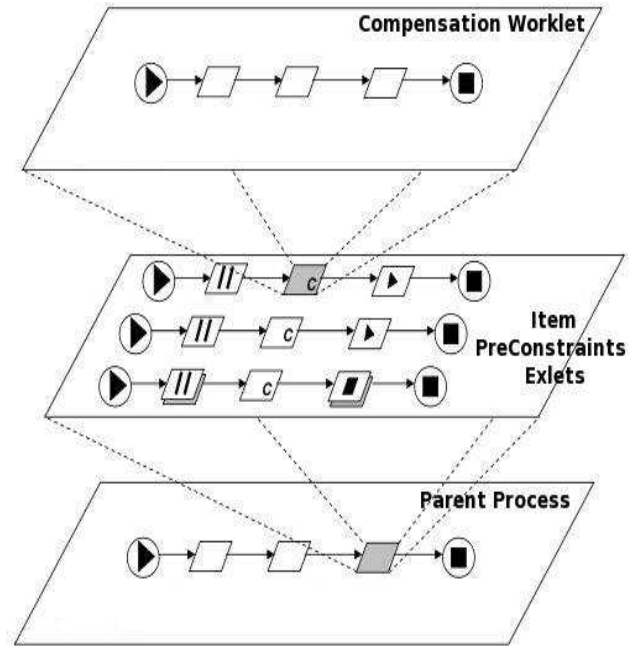 Compensation Worklet
C
Item
PreConstraints
Exlets
C
C
Parent Process